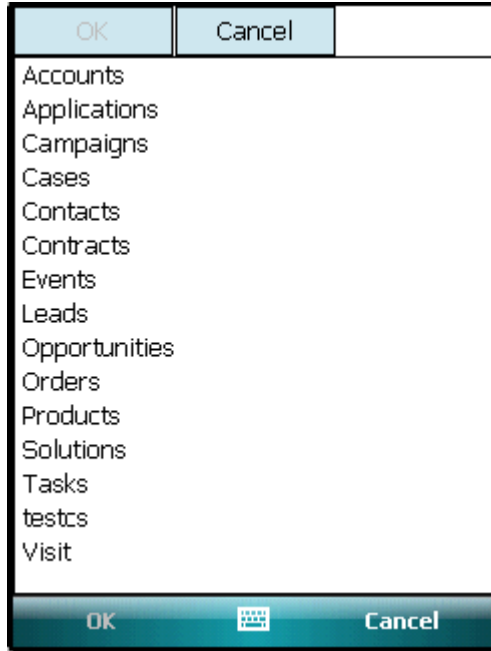 OK Cancel
Accounts
Applications
Campaigns
Cases
Contacts
Contracts
Events
Leads
Opportunities
Orders
Products
Solutions
Tasks
testcs
Visit
OK Cancel